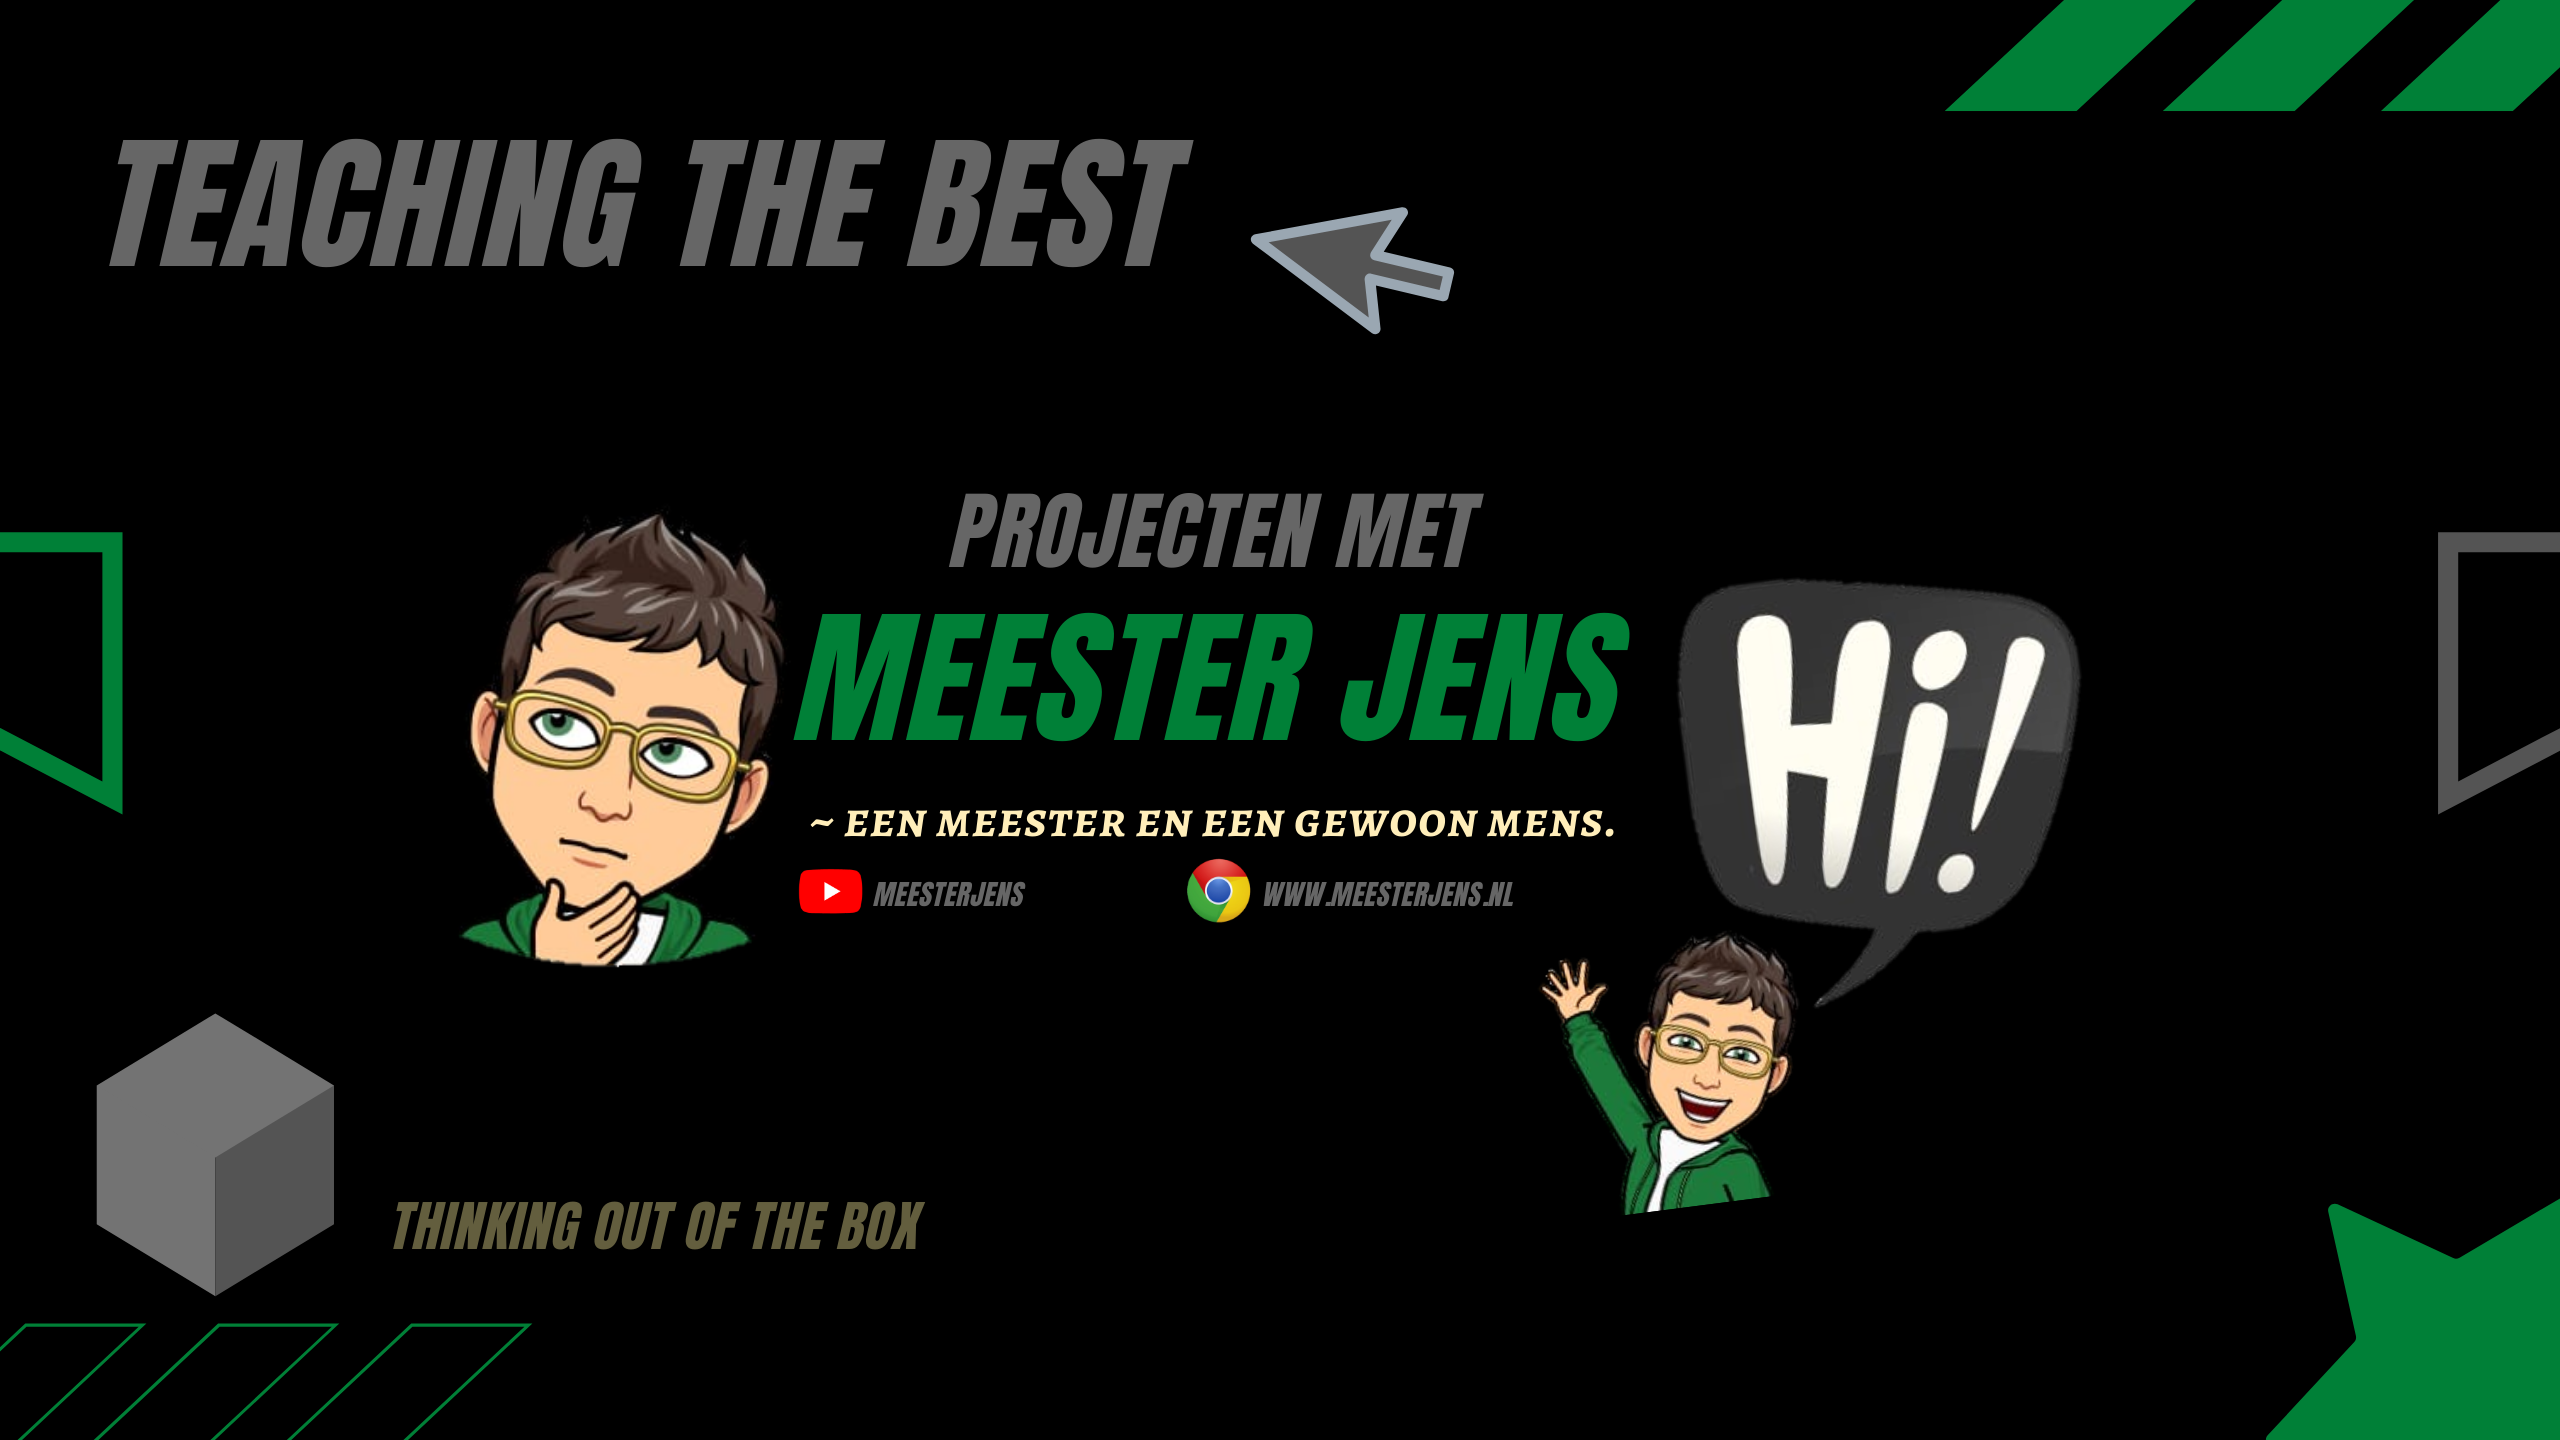 TEACHING THE BEST
PROJECTEN MET
MEESTER JENS
~ EEN MEESTER EN EEN GEWOON MENS.
MEESTERJENS
WWW.MEESTERJENS.NL
Hi!
THINKING OUT OF THE BOX